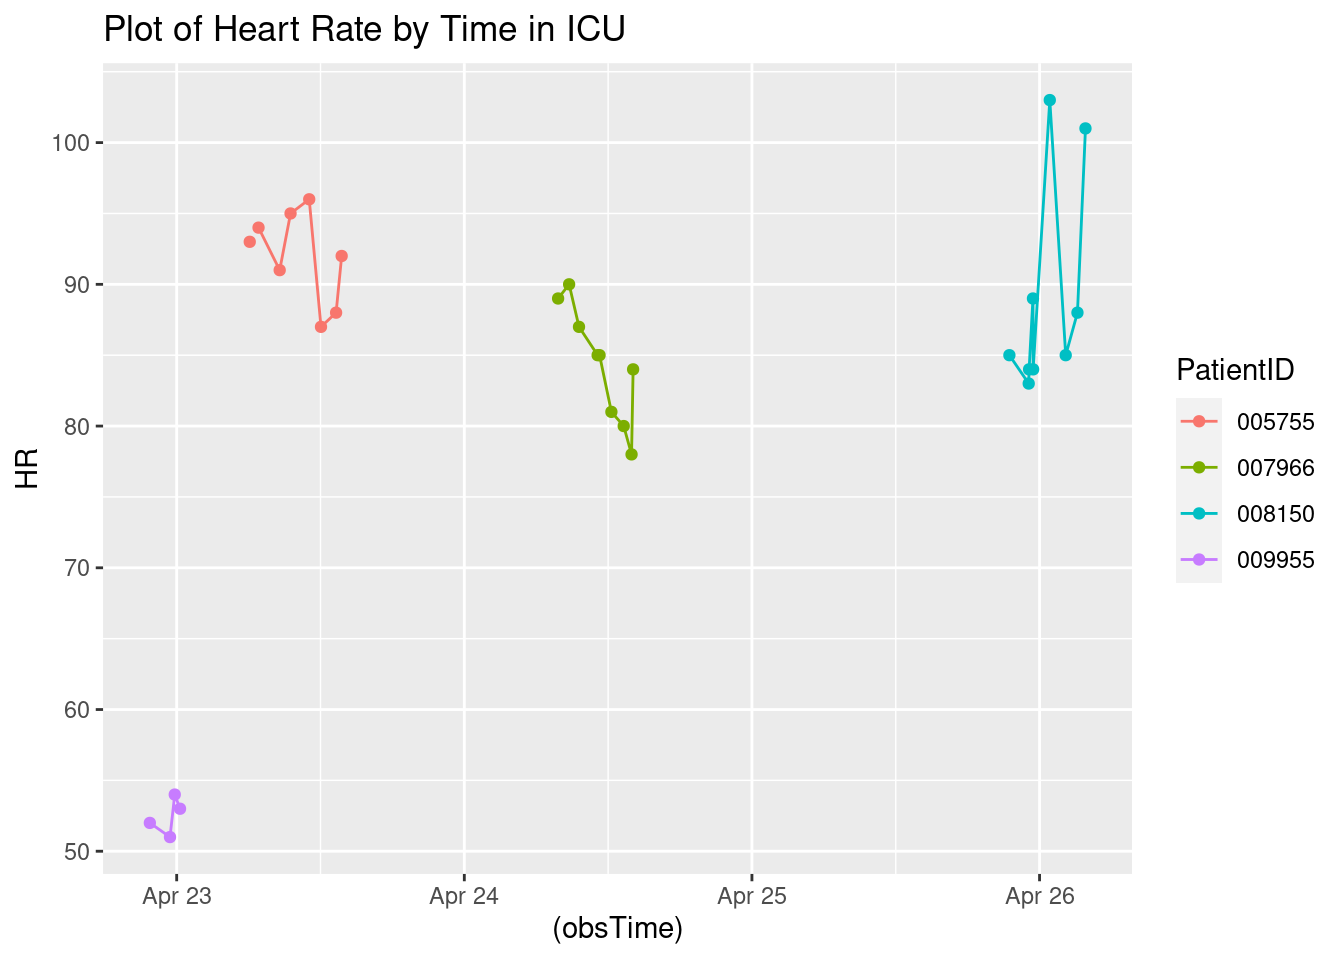 Plot of Heart Rate by Time in ICU
100
90
80
70
60
50
HR
Apr 23 Apr 24 Apr 25 Apr 26
(obsTime)
PatientID
005755
007966
008150
009955